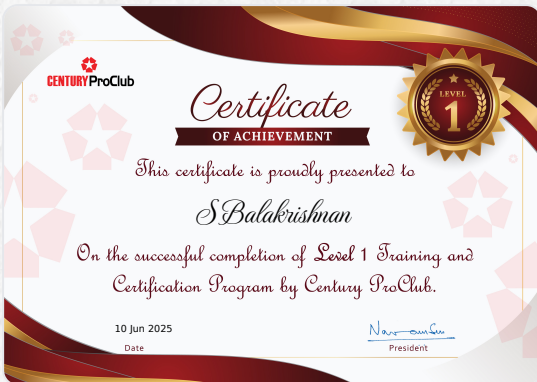 CENTURY ProClub
Certificate
OF ACHIEVEMENT
LEVEL
1
This certificate is proudly presented to
S Balakrishnan
On the successful completion of Level 1 Training and
Certification Program by Century ProClub.
10 Jun 2025
Date
President